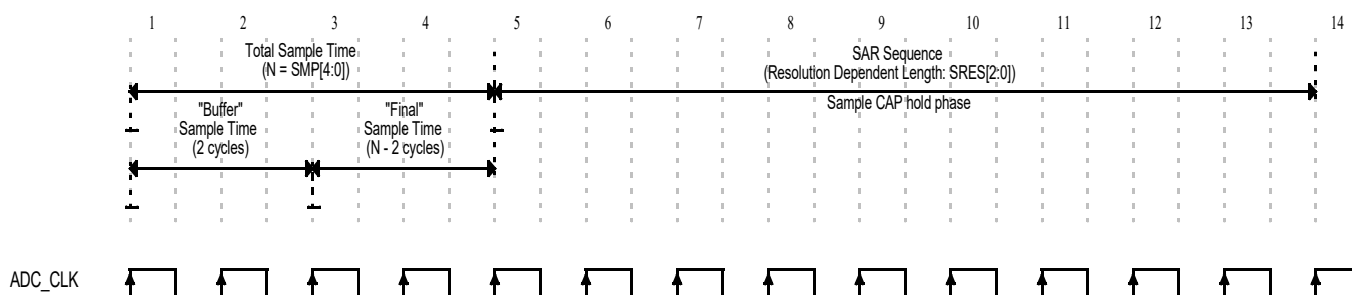 1 2 3 4 5 6 7 8 9 10 11 12 13 14
Total Sample Time
(N = SMP[4:0])
SAR Sequence
(Resolution Dependent Length: SRES[2:0])
Sample CAP hold phase
"Buffer"
Sample Time
(2 cycles)
"Final"
Sample Time
(N - 2 cycles)
ADC_CLK